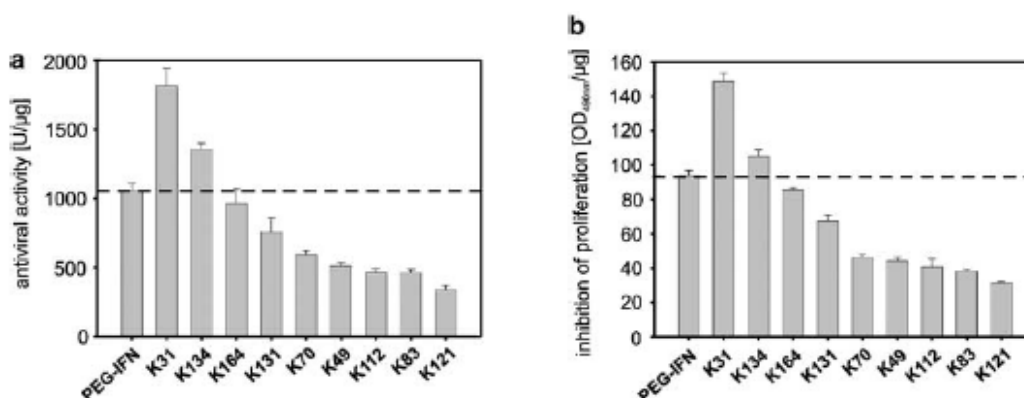 a
antiviral activity [U/µg]
2000
1500
1000
500
0
PEG-IFN K31 K134 K164 K131 K70 K49 K112 K83 K121
b
inhibition of proliferation [OD490nm/µg]
160
140
120
100
80
60
40
20
0
PEG-IFN K31 K134 K164 K131 K70 K49 K112 K83 K121